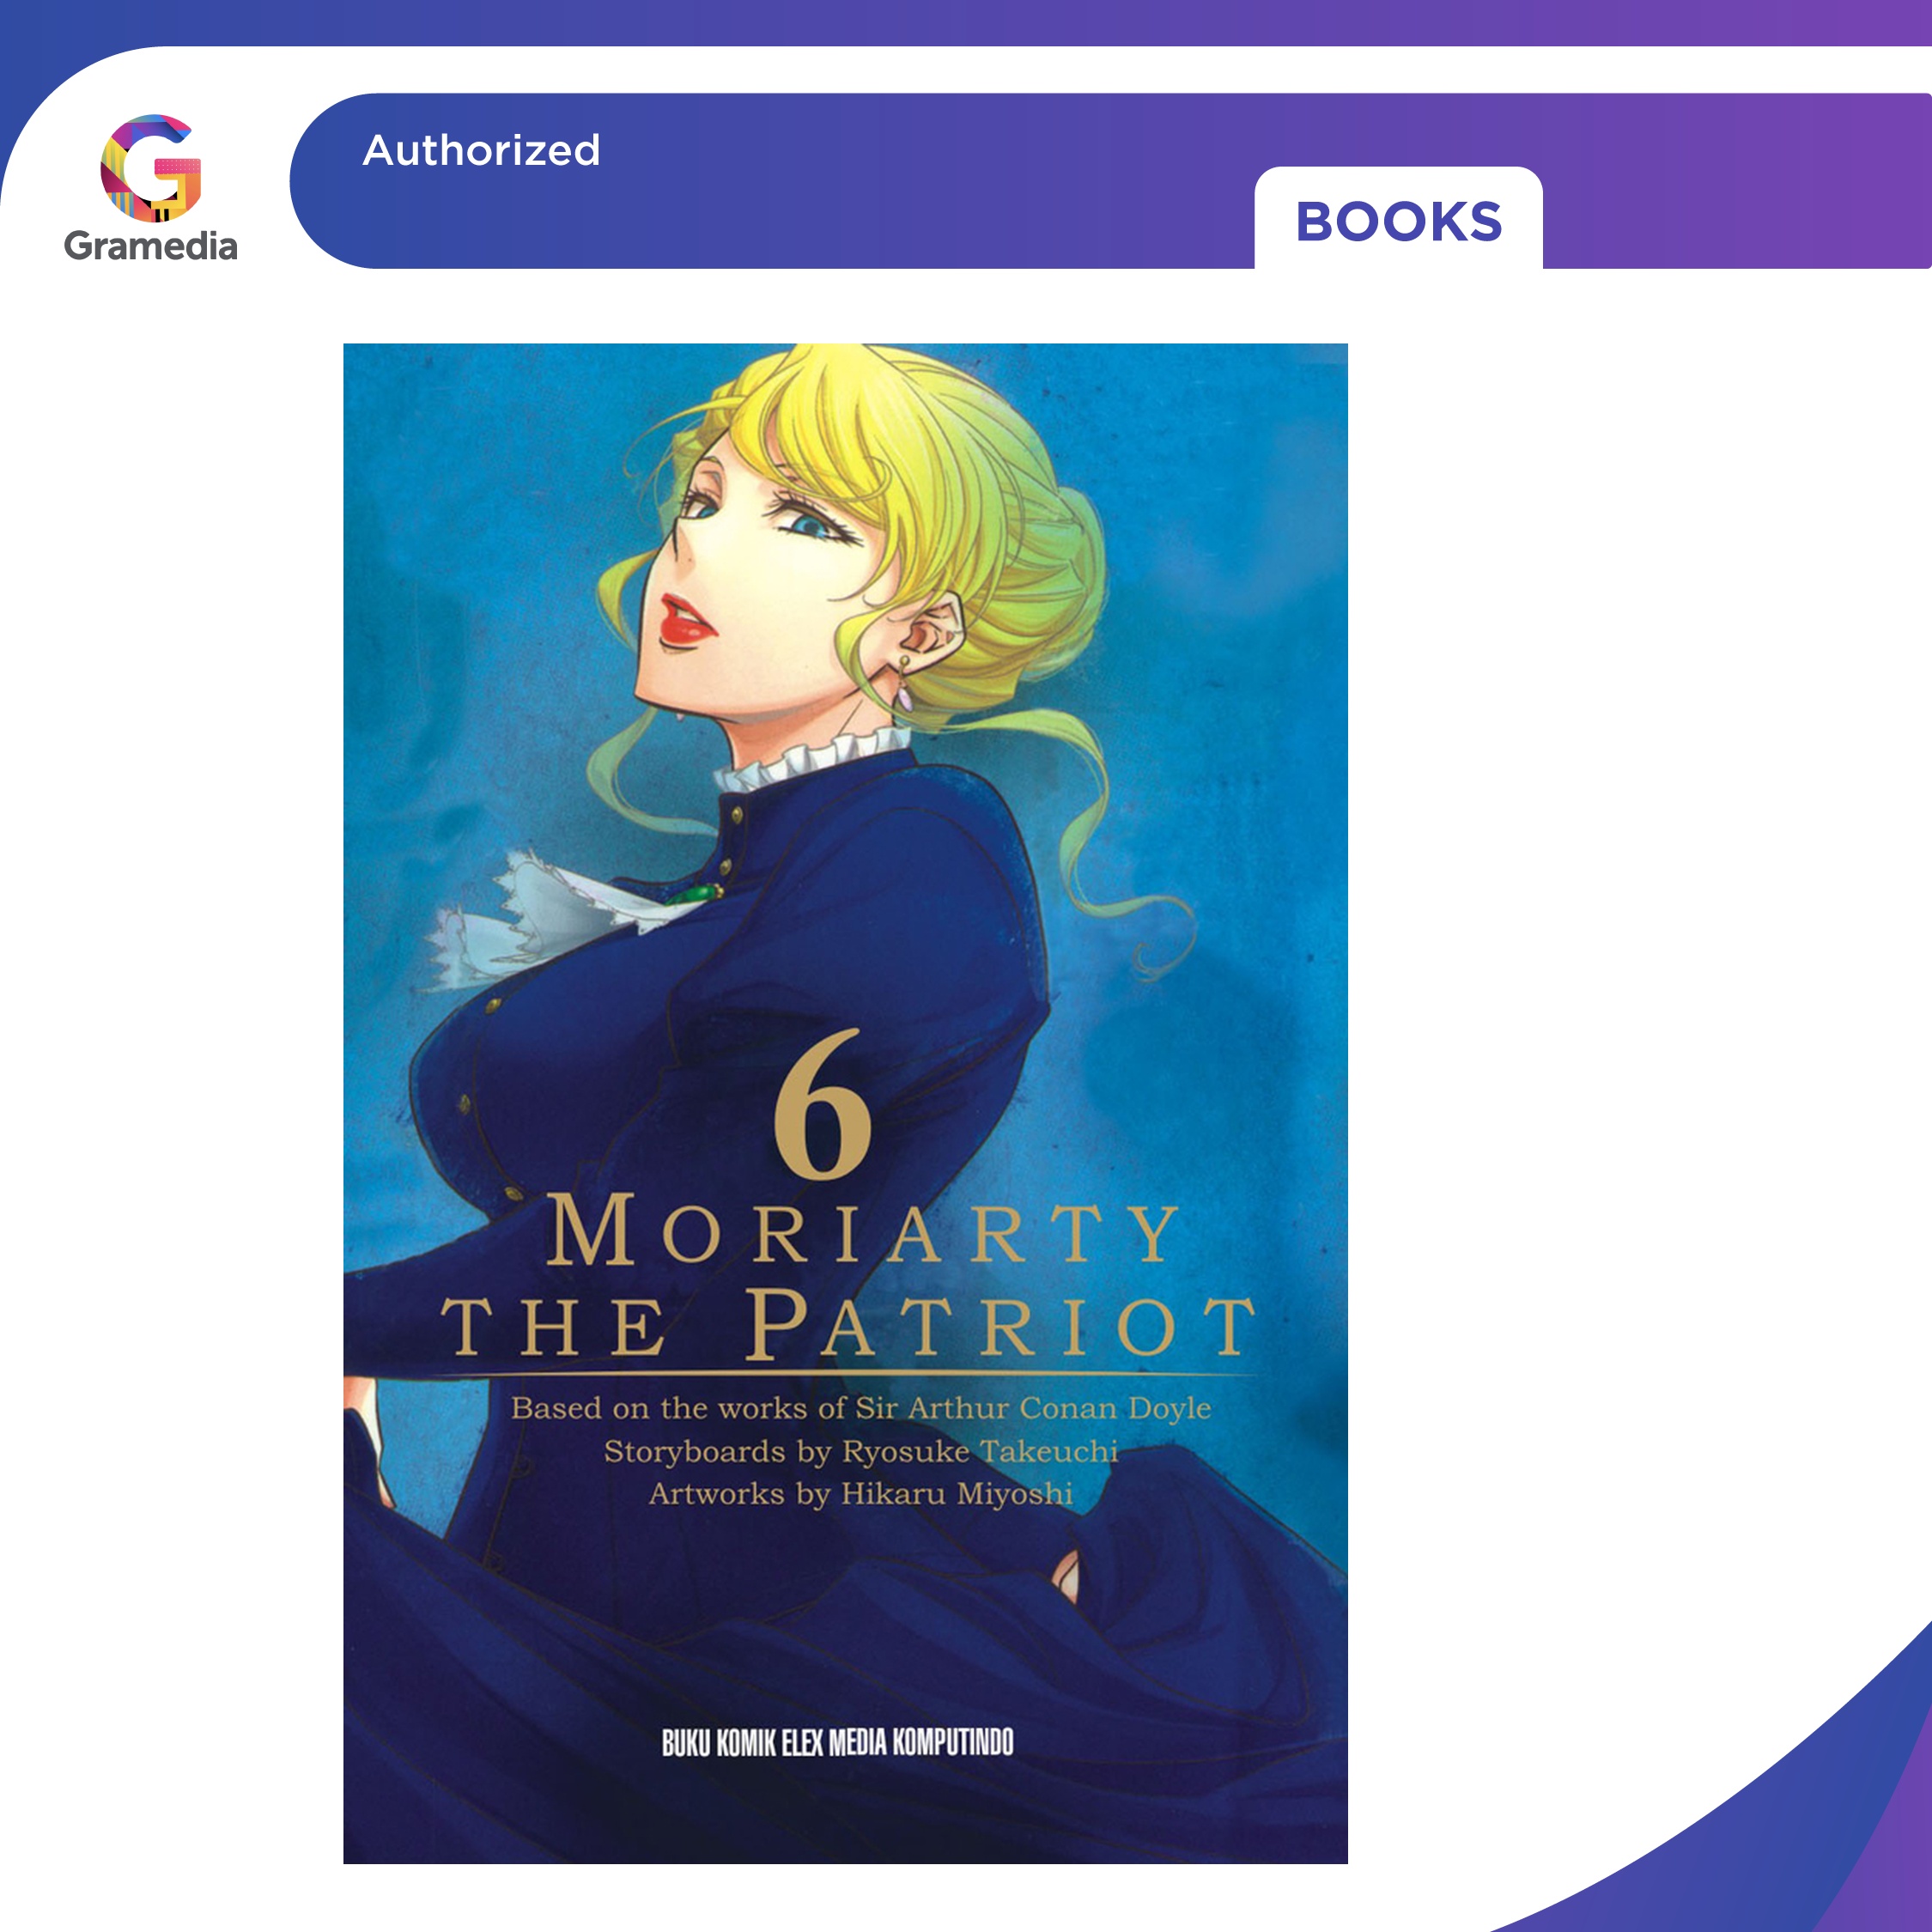 Gramedia
Authorized
BOOKS
6
MORIARTY
THE PATRIOT
Based on the works of Sir Arthur Conan Doyle
Storyboards by Ryosuke Takeuchi
Artworks by Hikaru Miyoshi
BUKU KOMIK ELEX MEDIA KOMPUTINDO